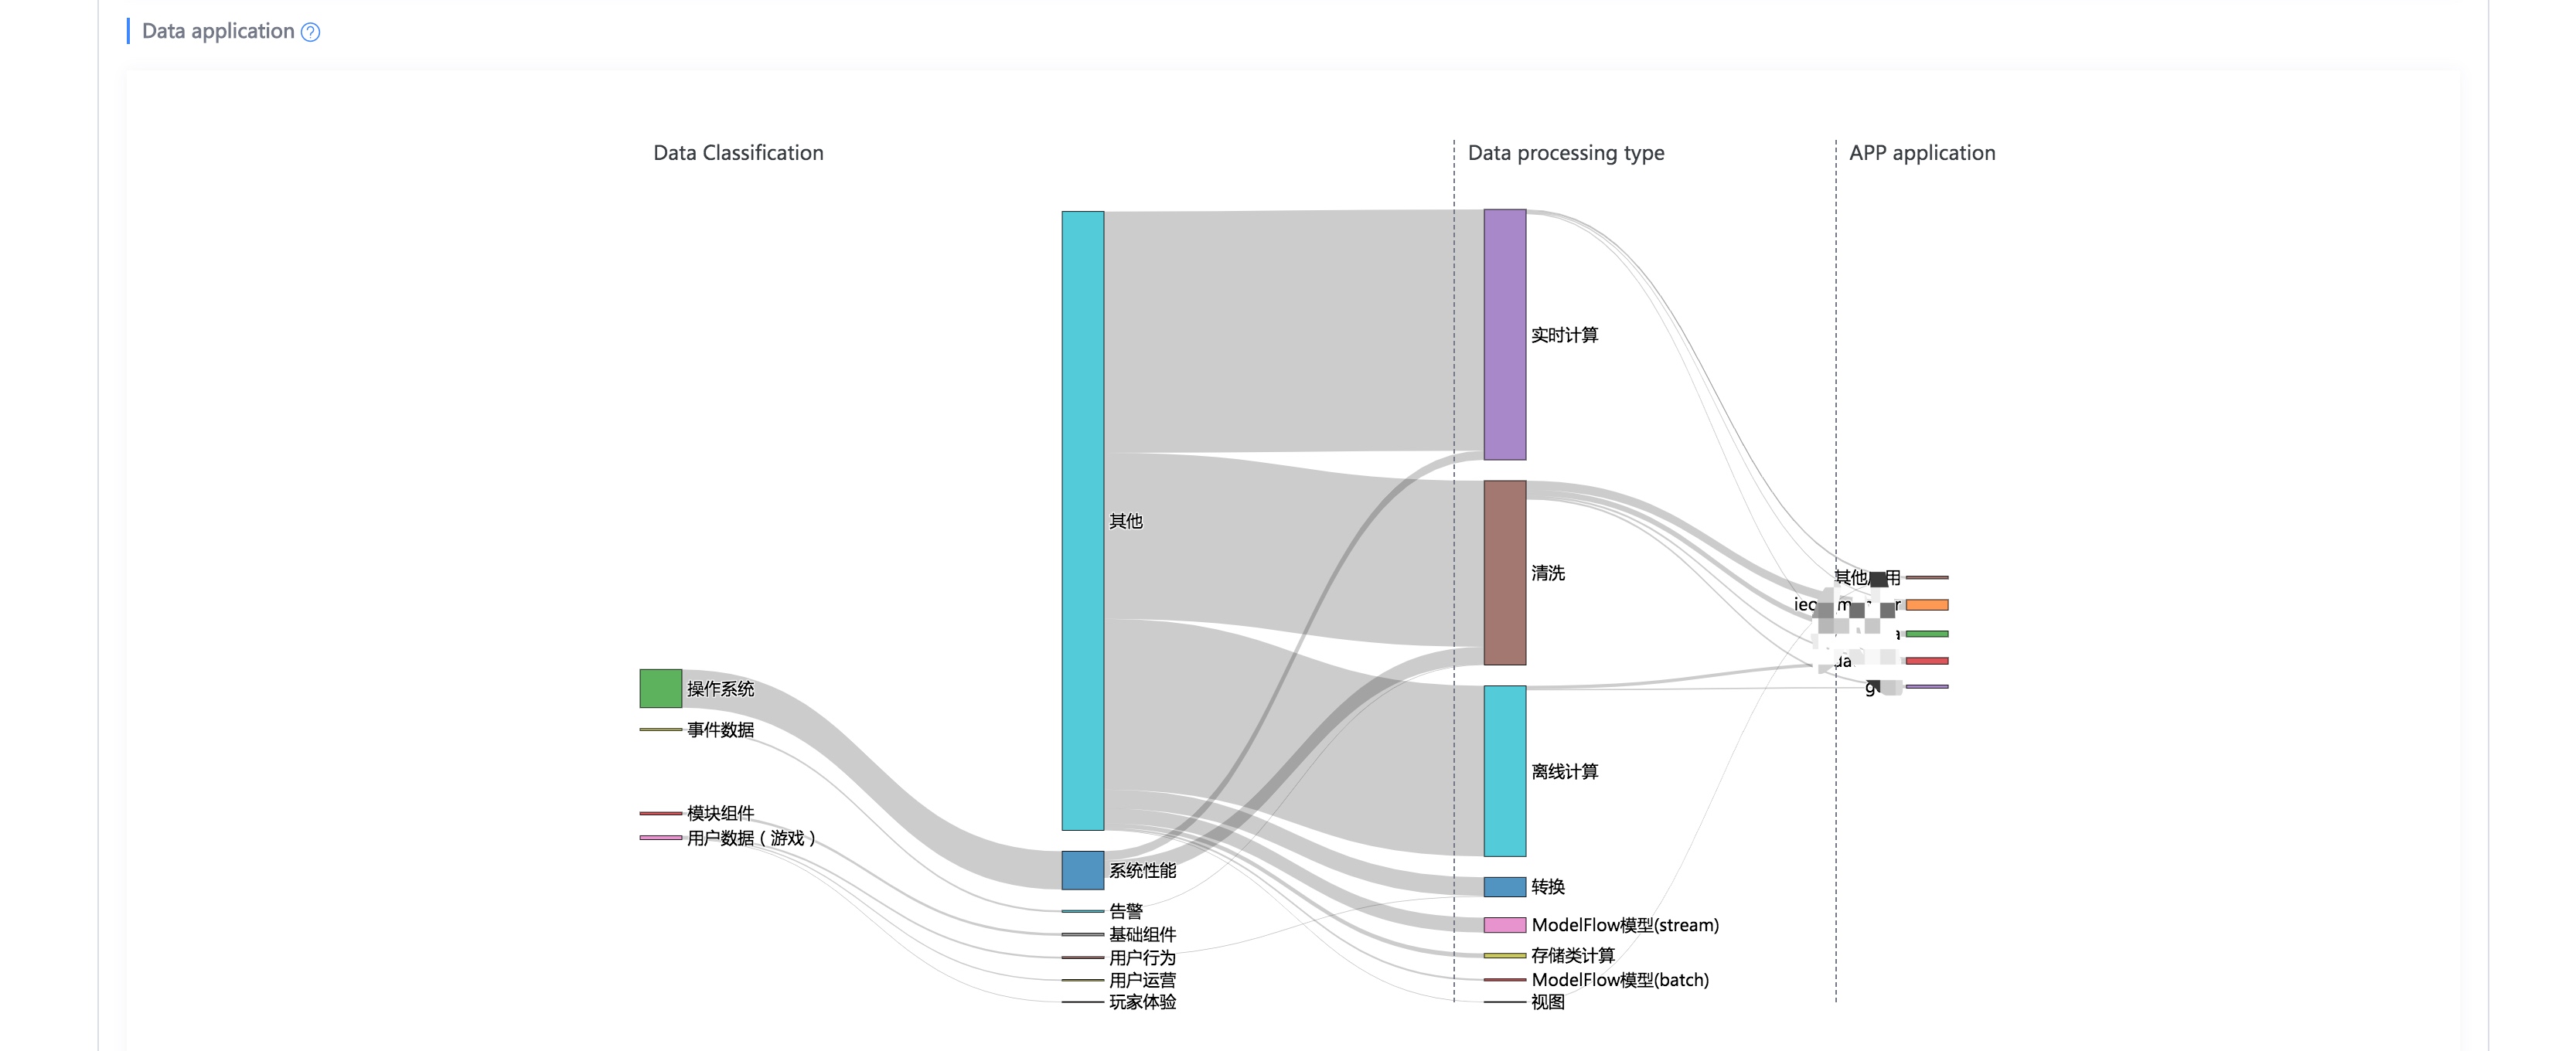 Data application
Data Classification
Data processing type
APP application
实时计算
其他
清洗
操作系统
事件数据
离线计算
模块组件
用户数据（游戏）
系统性能
转换
告警
ModelFlow模型(stream)
基础组件
存储类计算
用户行为
用户运营
ModelFlow模型(batch)
玩家体验
视图